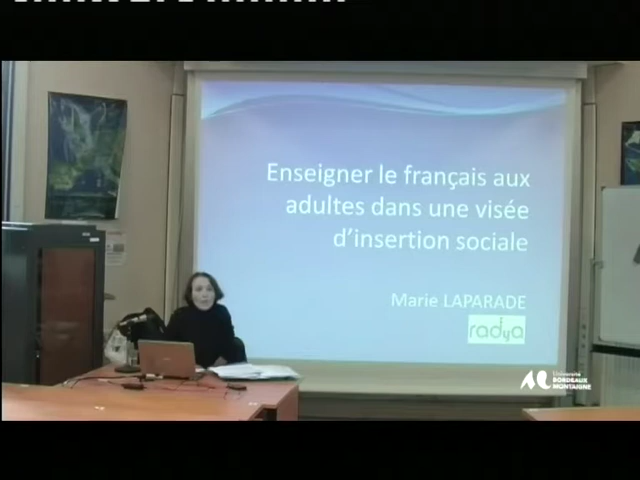 Enseigner le français aux
adultes dans une visée
d'insertion sociale
Marie LAPARADE
radya
Université
BORDEAUX
MONTAIGNE